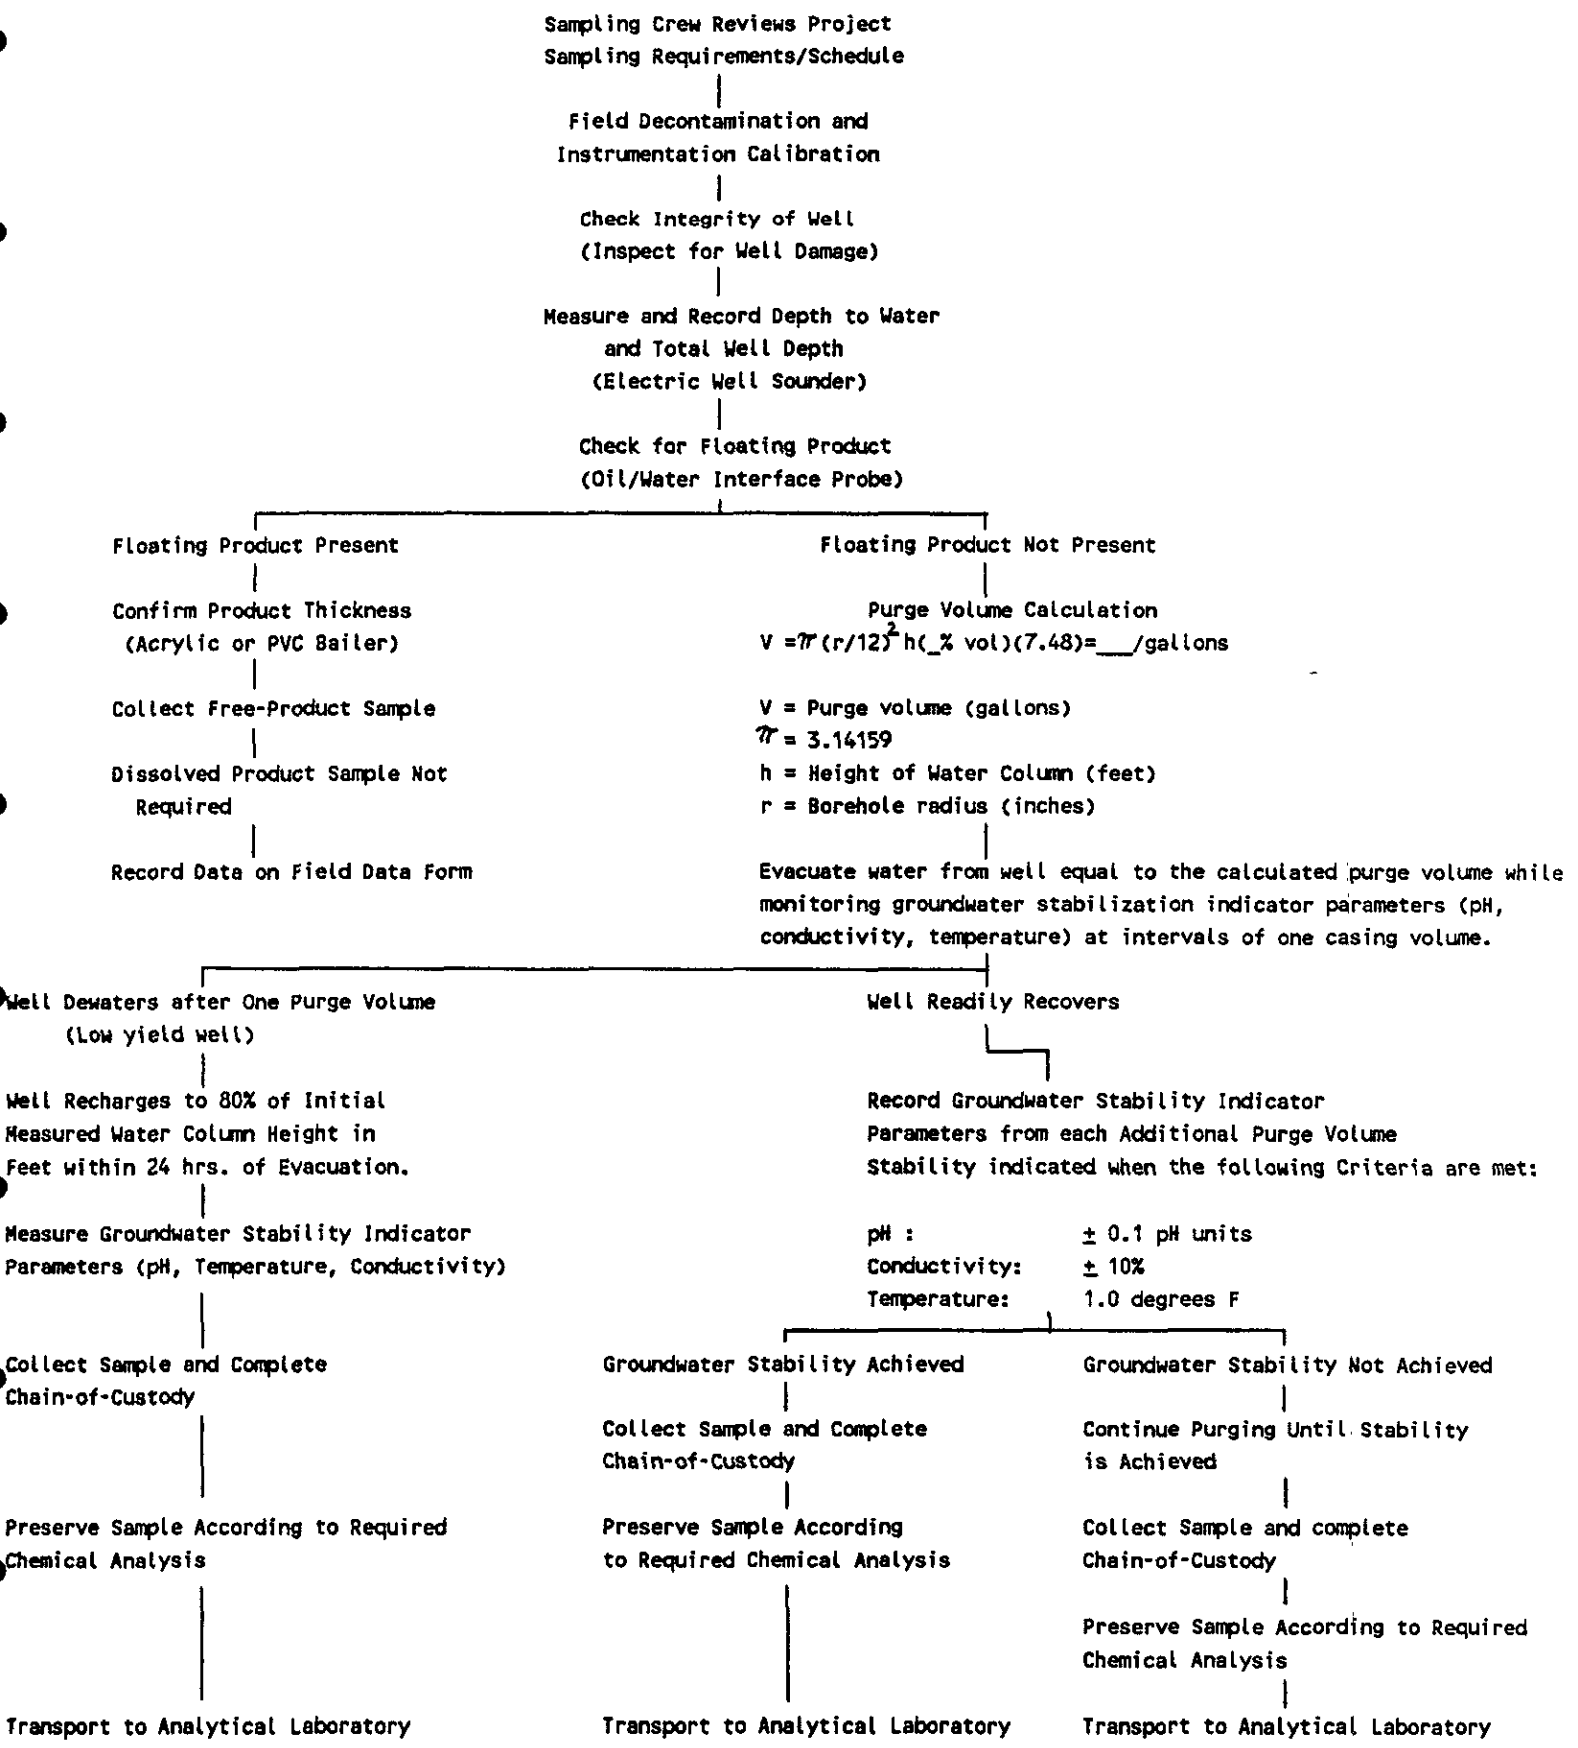 Sampling Crew Reviews Project
Sampling Requirements/Schedule
Field Decontamination and
Instrumentation Calibration
Check Integrity of Well
(Inspect for Well Damage)
Measure and Record Depth to Water
and Total Well Depth
(Electric Well Sounder)
Check for Floating Product
(Oil/Water Interface Probe)
Floating Product Present
Confirm Product Thickness
(Acrylic or PVC Bailer)
Collect Free-Product Sample
Dissolved Product Sample Not
Required
Record Data on Field Data Form
Floating Product Not Present
Purge Volume Calculation
V =π(r/12)² h(_% vol)(7.48)=___/gallons
V = Purge volume (gallons)
π = 3.14159
h = Height of Water Column (feet)
r = Borehole radius (inches)
Evacuate water from well equal to the calculated purge volume while
monitoring groundwater stabilization indicator parameters (pH,
conductivity, temperature) at intervals of one casing volume.
Well Dewaters after One Purge Volume
(Low yield well)
Well Recharges to 80% of Initial
Measured Water Column Height in
Feet within 24 hrs. of Evacuation.
Measure Groundwater Stability Indicator
Parameters (pH, Temperature, Conductivity)
Collect Sample and Complete
Chain-of-Custody
Preserve Sample According to Required
Chemical Analysis
Transport to Analytical Laboratory
Well Readily Recovers
Record Groundwater Stability Indicator
Parameters from each Additional Purge Volume
Stability indicated when the following Criteria are met:
pH : ± 0.1 pH units
Conductivity: ± 10%
Temperature: 1.0 degrees F
Groundwater Stability Achieved
Collect Sample and Complete
Chain-of-Custody
Preserve Sample According
to Required Chemical Analysis
Transport to Analytical Laboratory
Groundwater Stability Not Achieved
Continue Purging Until Stability
is Achieved
Collect Sample and complete
Chain-of-Custody
Preserve Sample According to Required
Chemical Analysis
Transport to Analytical Laboratory